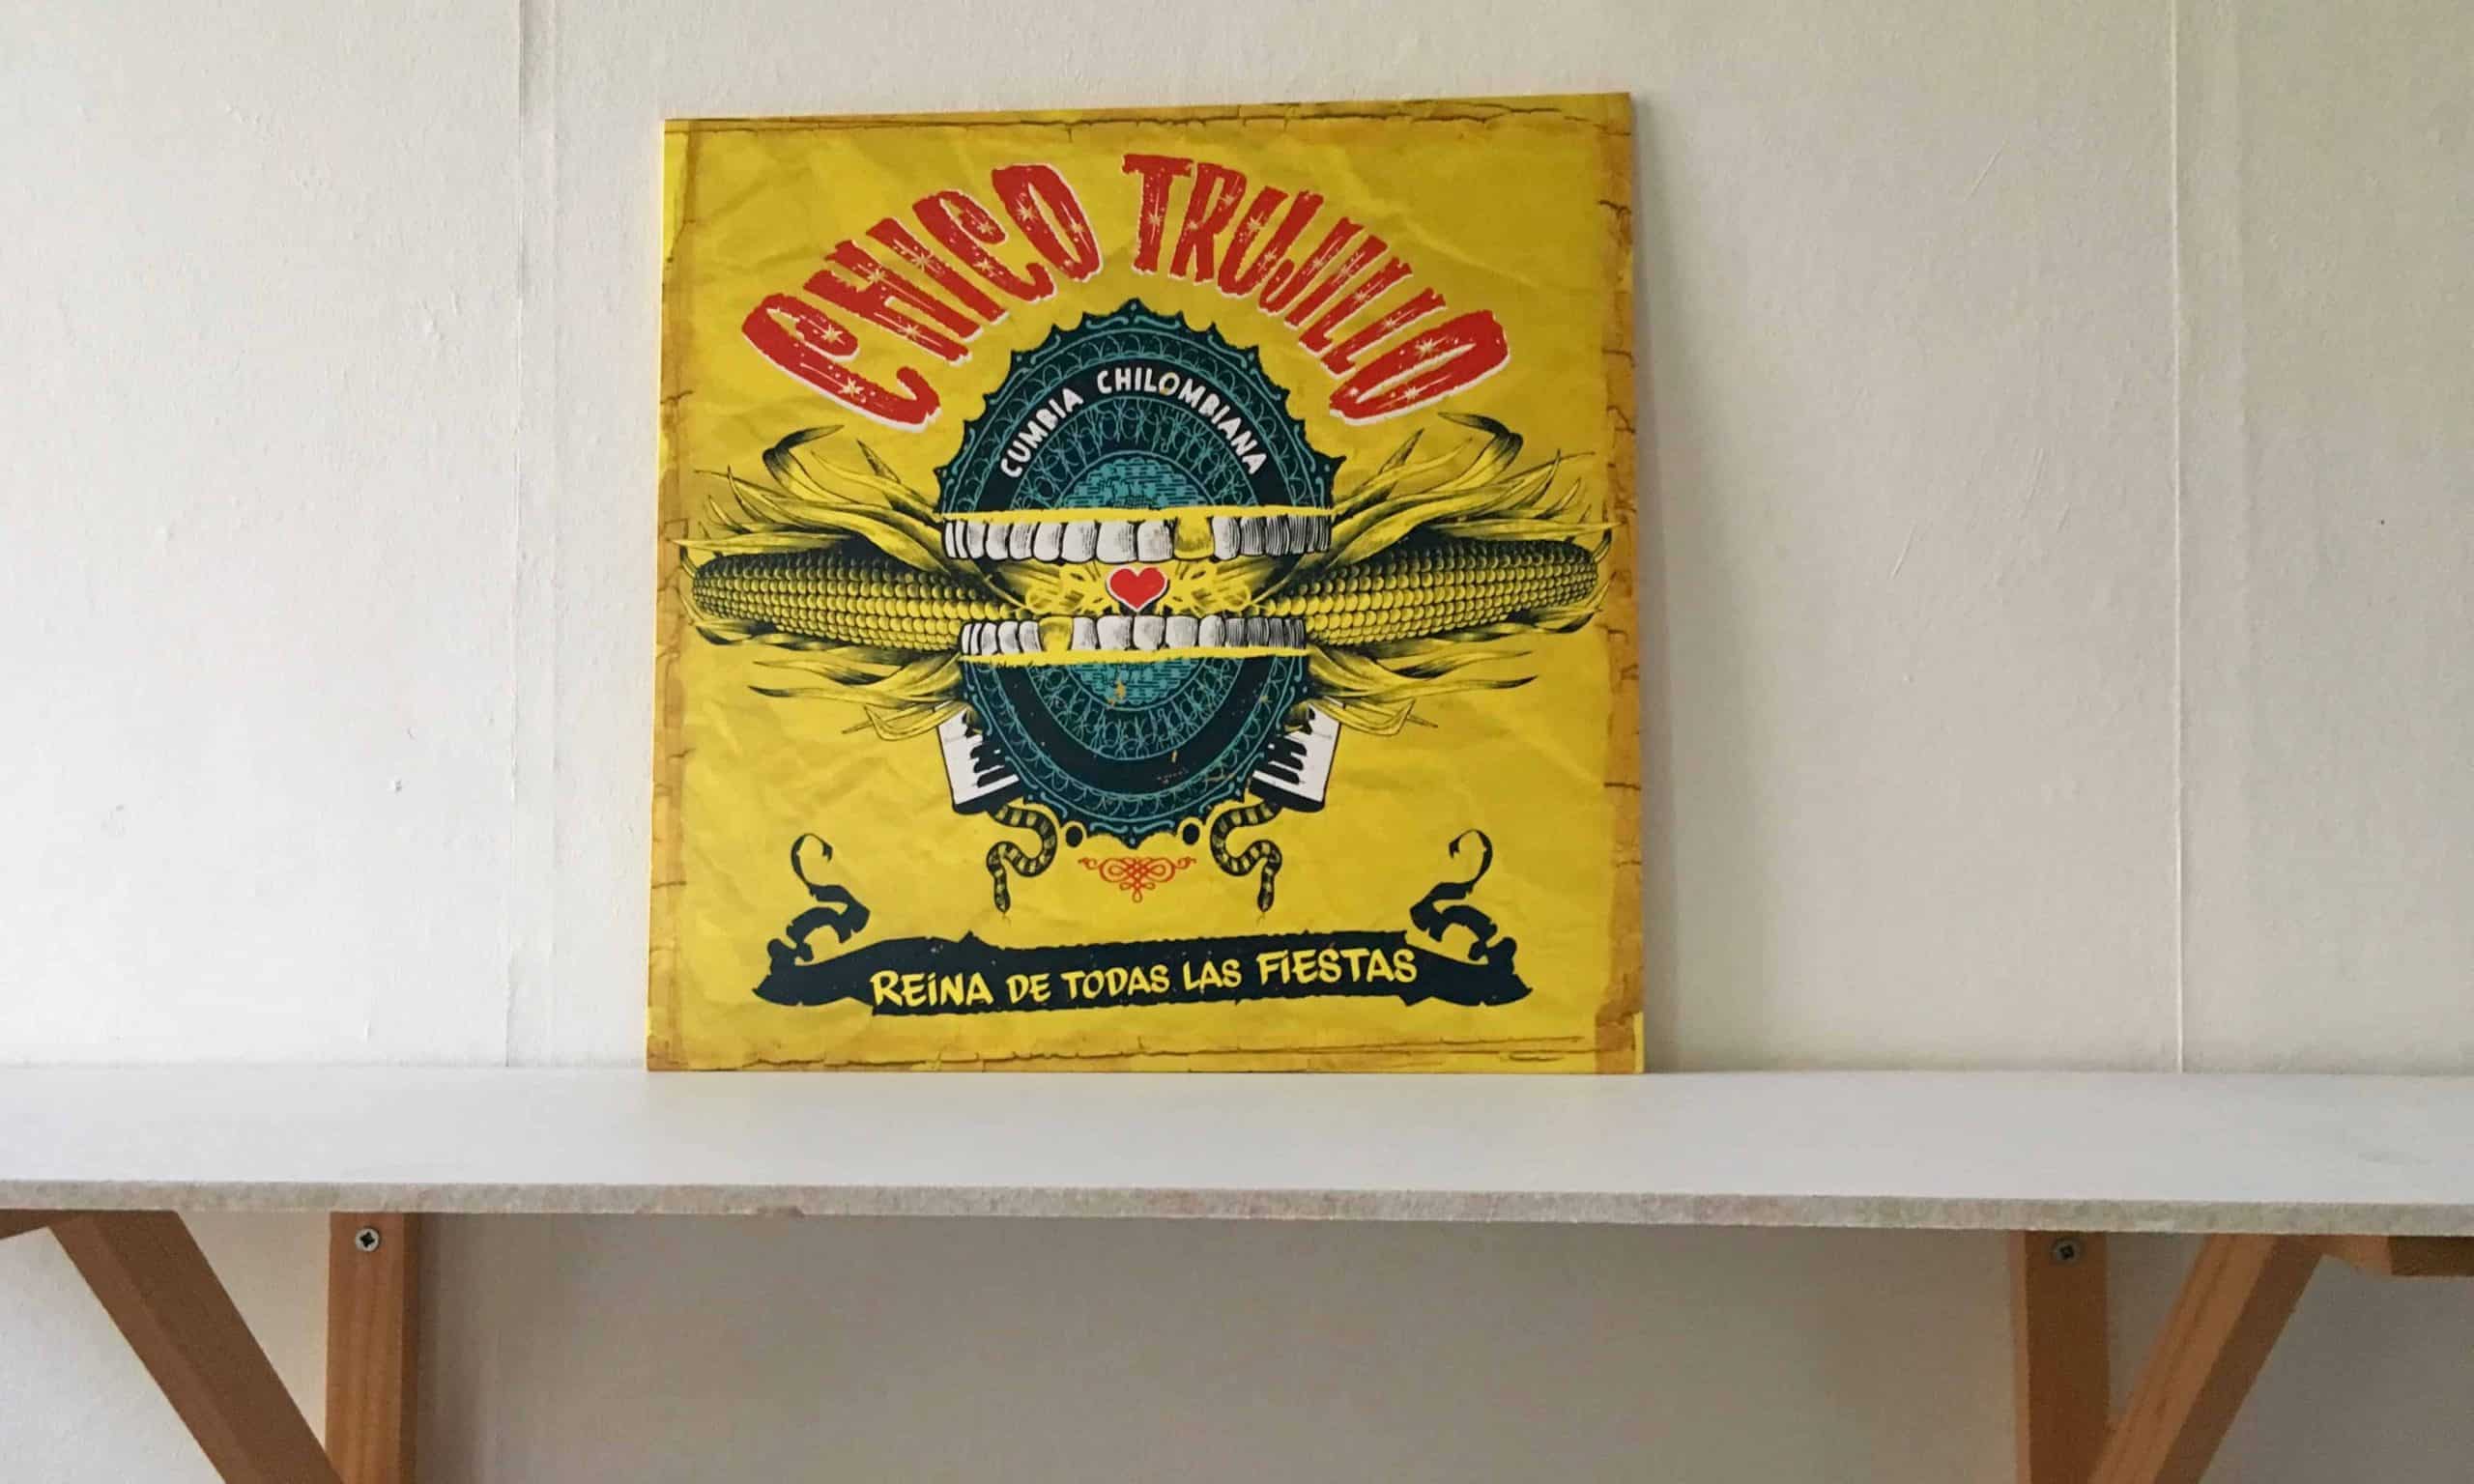 CHICO TRUJILLO
CUMBIA CHILOMBIANA
REINA DE TODAS LAS FIESTAS